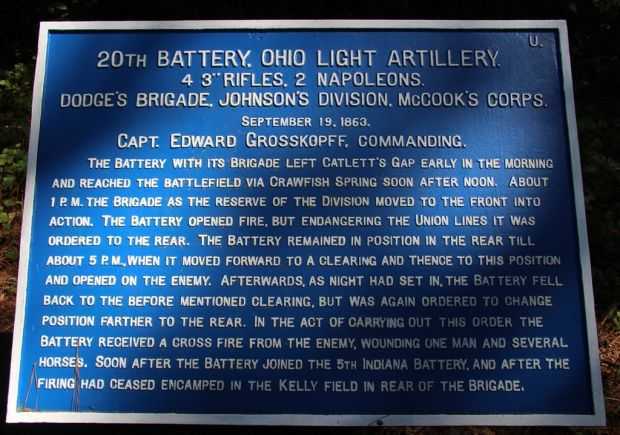 U.
20TH BATTERY, OHIO LIGHT ARTILLERY.
4 3" RIFLES, 2 NAPOLEONS.
DODGE'S BRIGADE, JOHNSON'S DIVISION, McCOOK'S CORPS.
SEPTEMBER 19, 1863.
CAPT. EDWARD GROSSKOPFF, COMMANDING.
THE BATTERY WITH ITS BRIGADE LEFT CATLETT'S GAP EARLY IN THE MORNING
AND REACHED THE BATTLEFIELD VIA CRAWFISH SPRING SOON AFTER NOON. ABOUT
1 P.M. THE BRIGADE AS THE RESERVE OF THE DIVISION MOVED TO THE FRONT INTO
ACTION. THE BATTERY OPENED FIRE, BUT ENDANGERING THE UNION LINES IT WAS
ORDERED TO THE REAR. THE BATTERY REMAINED IN POSITION IN THE REAR TILL
ABOUT 5 P.M., WHEN IT MOVED FORWARD TO A CLEARING AND THENCE TO THIS POSITION
AND OPENED ON THE ENEMY. AFTERWARDS, AS NIGHT HAD SET IN, THE BATTERY FELL
BACK TO THE BEFORE MENTIONED CLEARING, BUT WAS AGAIN ORDERED TO CHANGE
POSITION FARTHER TO THE REAR. IN THE ACT OF CARRYING OUT THIS ORDER THE
BATTERY RECEIVED A CROSS FIRE FROM THE ENEMY, WOUNDING ONE MAN AND SEVERAL
HORSES. SOON AFTER THE BATTERY JOINED THE 5TH INDIANA BATTERY, AND AFTER THE
FIRING HAD CEASED ENCAMPED IN THE KELLY FIELD IN REAR OF THE BRIGADE.